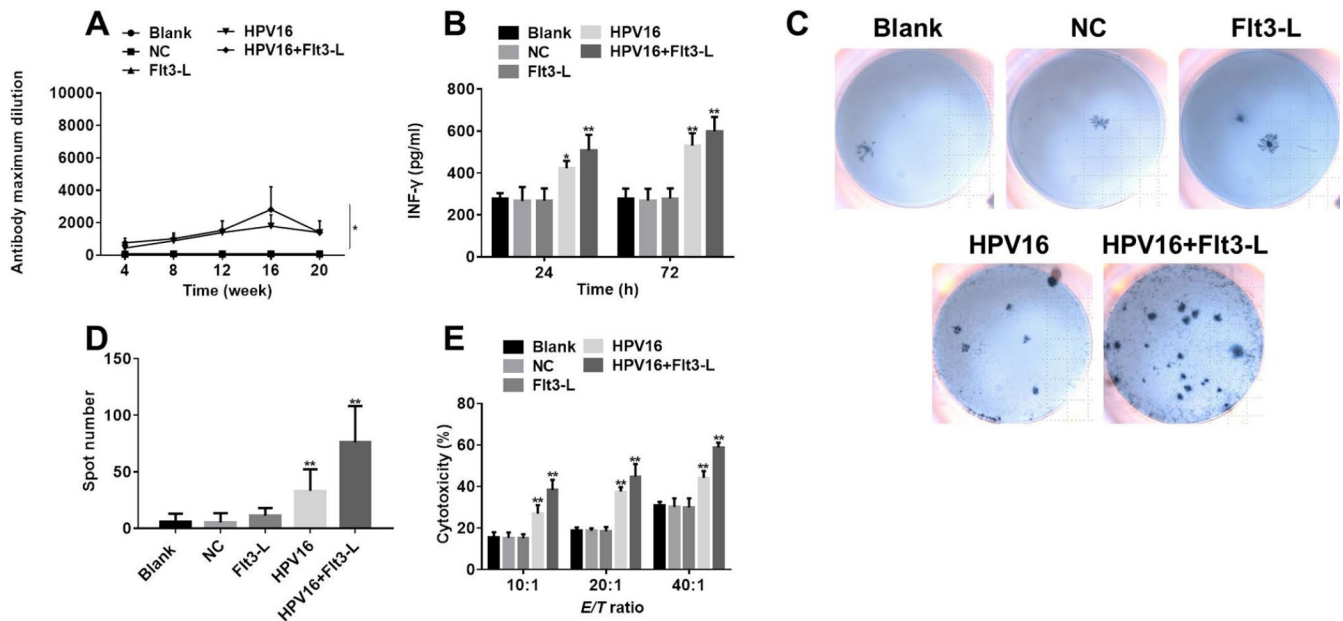 A
Blank
NC
Flt3-L
HPV16
HPV16+Flt3-L
Antibody maximum dilution
10000
8000
6000
4000
2000
0
*
4 8 12 16 20
Time (week)
B
Blank
NC
Flt3-L
HPV16
HPV16+Flt3-L
INF-γ (pg/ml)
800
600
400
200
0
* ** ** **
24 72
Time (h)
C
Blank NC Flt3-L
HPV16 HPV16+Flt3-L
D
Spot number
150
100
50
0
** **
Blank
NC
Flt3-L
HPV16
HPV16+Flt3-L
E
Blank
NC
Flt3-L
HPV16
HPV16+Flt3-L
Cytotoxicity (%)
80
60
40
20
0
** ** ** ** ** **
10:1 20:1 40:1
E/T ratio